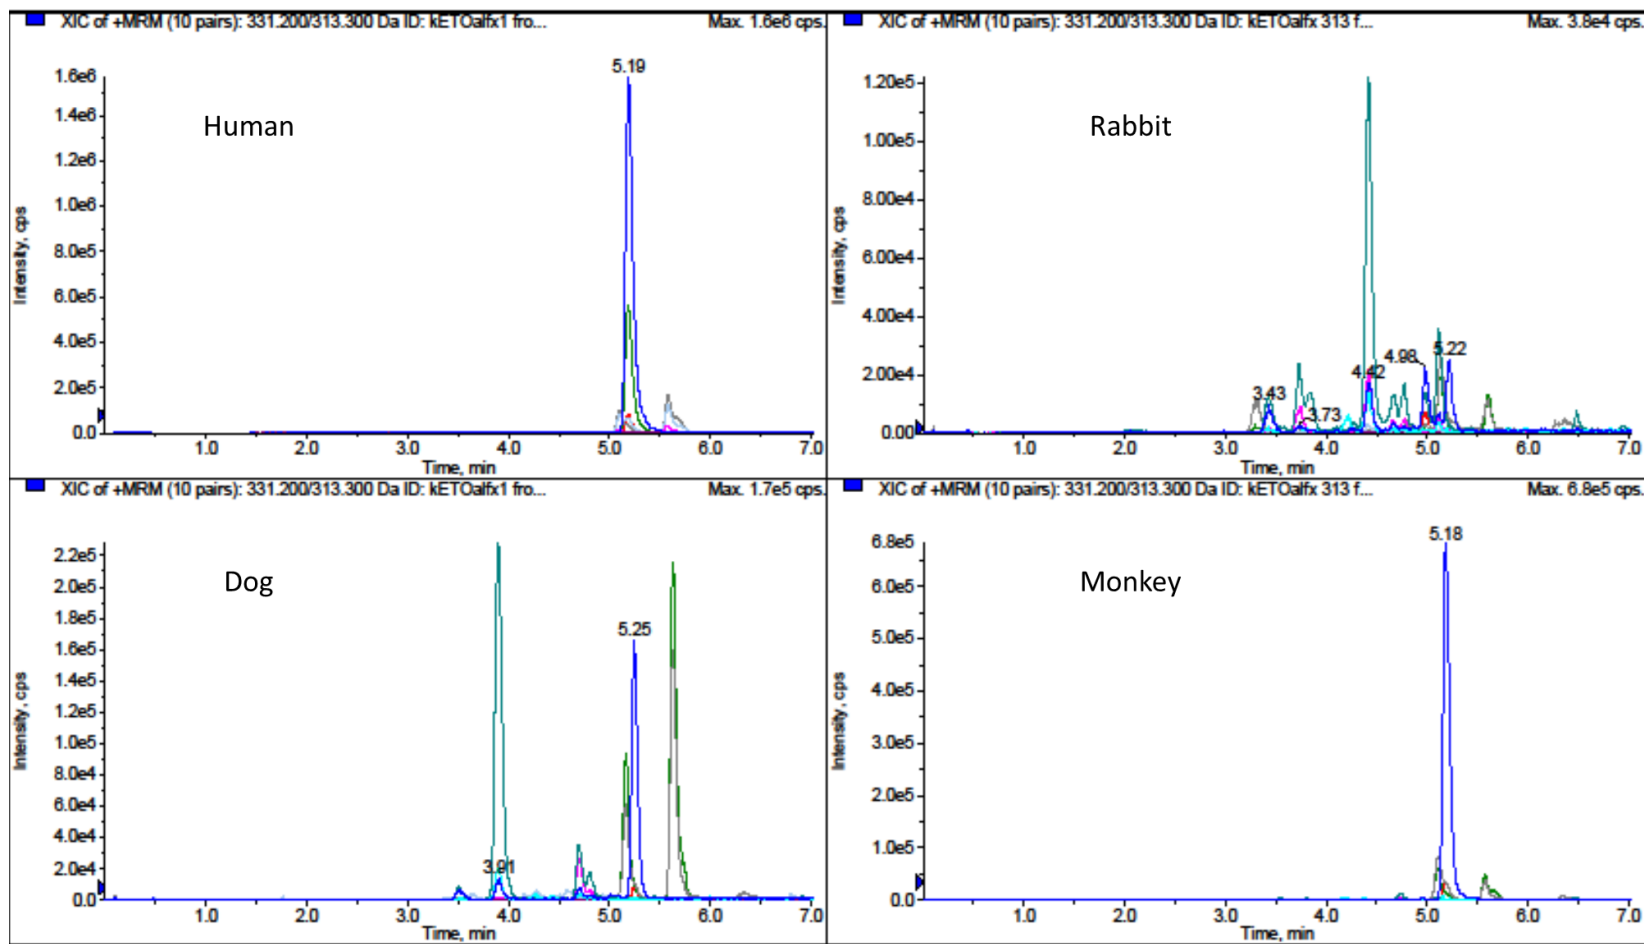 XIC of +MRM (10 pairs): 331.200/313.300 Da ID: kETOalfx1 fro... Max. 1.6e6 cps.
5.19
1.6e6
Human
1.4e6
1.2e6
1.0e6
8.0e5
6.0e5
4.0e5
2.0e5
0.0
Intensity, cps
1.0 2.0 3.0 4.0 5.0 6.0 7.0
Time, min
XIC of +MRM (10 pairs): 331.200/313.300 Da ID: kETOalfx 313 f... Max. 3.8e4 cps.
1.20e5
Rabbit
1.00e5
8.00e4
6.00e4
4.00e4
4.98 5.22
2.00e4
4.42
3.43
3.73
0.00
Intensity, cps
1.0 2.0 3.0 4.0 5.0 6.0 7.0
Time, min
XIC of +MRM (10 pairs): 331.200/313.300 Da ID: kETOalfx1 fro... Max. 1.7e5 cps.
2.2e5
Dog
2.0e5
1.8e5
5.25
1.6e5
1.4e5
1.2e5
1.0e5
8.0e4
6.0e4
4.0e4
2.0e4
3.91
0.0
Intensity, cps
1.0 2.0 3.0 4.0 5.0 6.0 7.0
Time, min
XIC of +MRM (10 pairs): 331.200/313.300 Da ID: kETOalfx 313 f... Max. 6.8e5 cps.
5.18
6.8e5
Monkey
6.0e5
5.0e5
4.0e5
3.0e5
2.0e5
1.0e5
0.0
Intensity, cps
1.0 2.0 3.0 4.0 5.0 6.0 7.0
Time, min